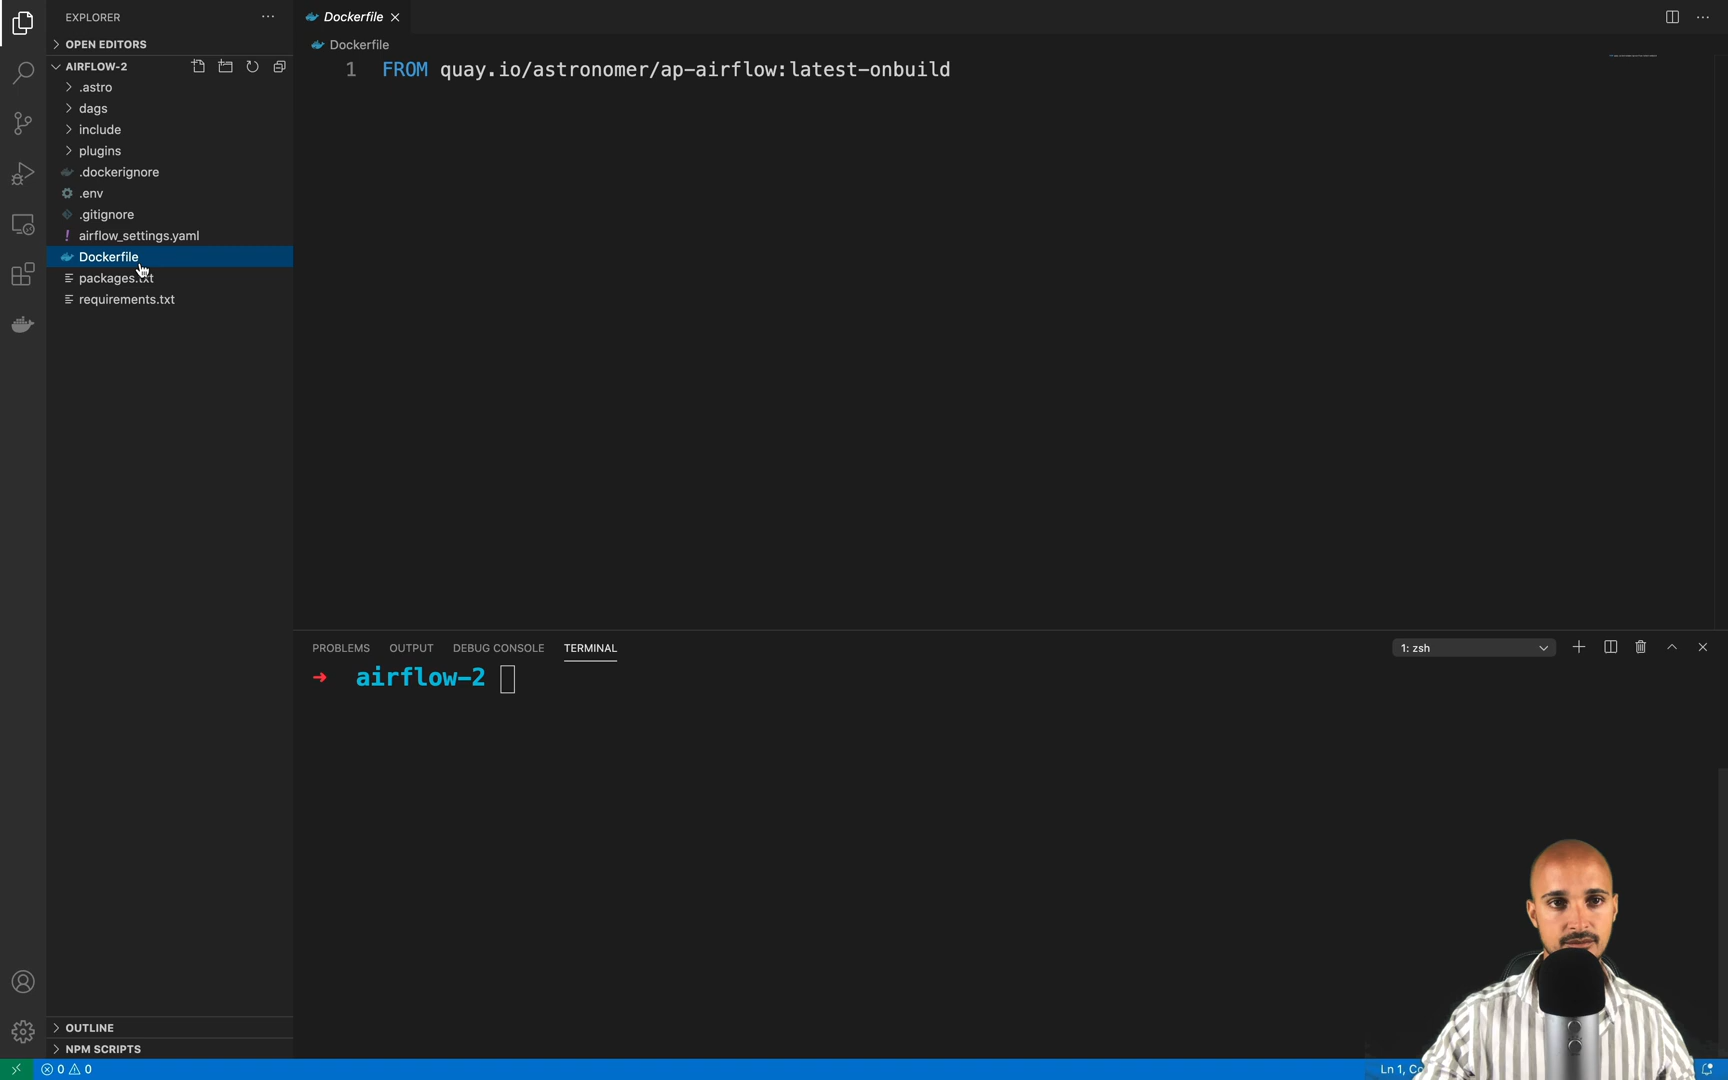 EXPLORER
OPEN EDITORS
AIRFLOW-2
.astro
dags
include
plugins
.dockerignore
.env
.gitignore
! airflow_settings.yaml
Dockerfile
packages.txt
requirements.txt
OUTLINE
NPM SCRIPTS
Dockerfile
Dockerfile
1 FROM quay.io/astronomer/ap-airflow:latest-onbuild
PROBLEMS OUTPUT DEBUG CONSOLE TERMINAL
1: zsh
→ airflow-2
0 0
Ln 1,